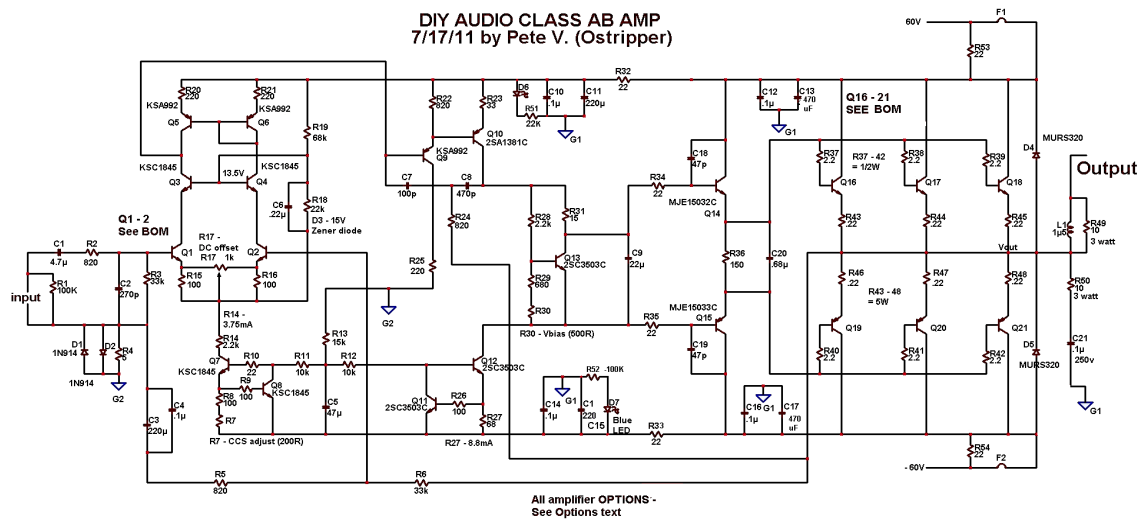 DIY AUDIO CLASS AB AMP
7/17/11 by Pete V. (Ostripper)
60V
F1
R53
22
R20
220
R21
220
KSA992
KSA992
Q5
Q6
R19
68k
KSC1845
KSC1845
13.5V
Q3
Q4
C6
.22µ
R18
22k
D3 - 15V
Zener diode
R22
820
R23
33
Q10
2SA1381C
KSA992
Q9
D6
R51
22K
C10
.1µ
C11
220µ
G1
R32
22
C12
.1µ
C13
470
uF
G1
Q16 - 21
SEE BOM
C7
100p
C8
470p
R24
820
R25
220
R28
2.2k
R31
15
Q13
2SC3503C
R29
680
R30
R30 - Vbias (500R)
C9
22µ
R34
22
C18
47p
MJE15032C
Q14
R36
150
C20
.68µ
MJE15033C
Q15
R35
22
C19
47p
R37
2.2
R37 - 42
= 1/2W
R38
2.2
R39
2.2
Q16
Q17
Q18
R43
.22
R44
.22
R45
.22
Vout
R46
.22
R47
.22
R48
.22
R43 - 48
= 5W
Q19
Q20
Q21
R40
2.2
R41
2.2
R42
2.2
D4
MURS320
D5
MURS320
Output
L1
1µ5
R49
10
3 watt
R50
10
3 watt
C21
.1µ
250v
G1
Q1 - 2
See BOM
C1
4.7µ
R2
820
input
R1
100K
C2
270p
R3
33k
Q1
Q2
R17 -
DC offset
R17
1k
R15
100
R16
100
D1
1N914
D2
R4
5
1N914
G2
G2
R14 -
3.75mA
R14
2.2k
Q7
KSC1845
R10
22
R9
100
Q8
KSC1845
R8
100
R7
R7 - CCS adjust (200R)
R11
10k
R13
15k
R12
10k
C5
47µ
Q12
2SC3503C
Q11
2SC3503C
R26
100
R27
68
R27 - 8.8mA
C3
220µ
C4
.1µ
C14
.1µ
G1
C1
220
C15
R52 -100K
D7
Blue
LED
R33
22
C16
.1µ
G1
C17
470
uF
R54
22
- 60V
F2
R5
820
R6
33k
All amplifier OPTIONS -
See Options text